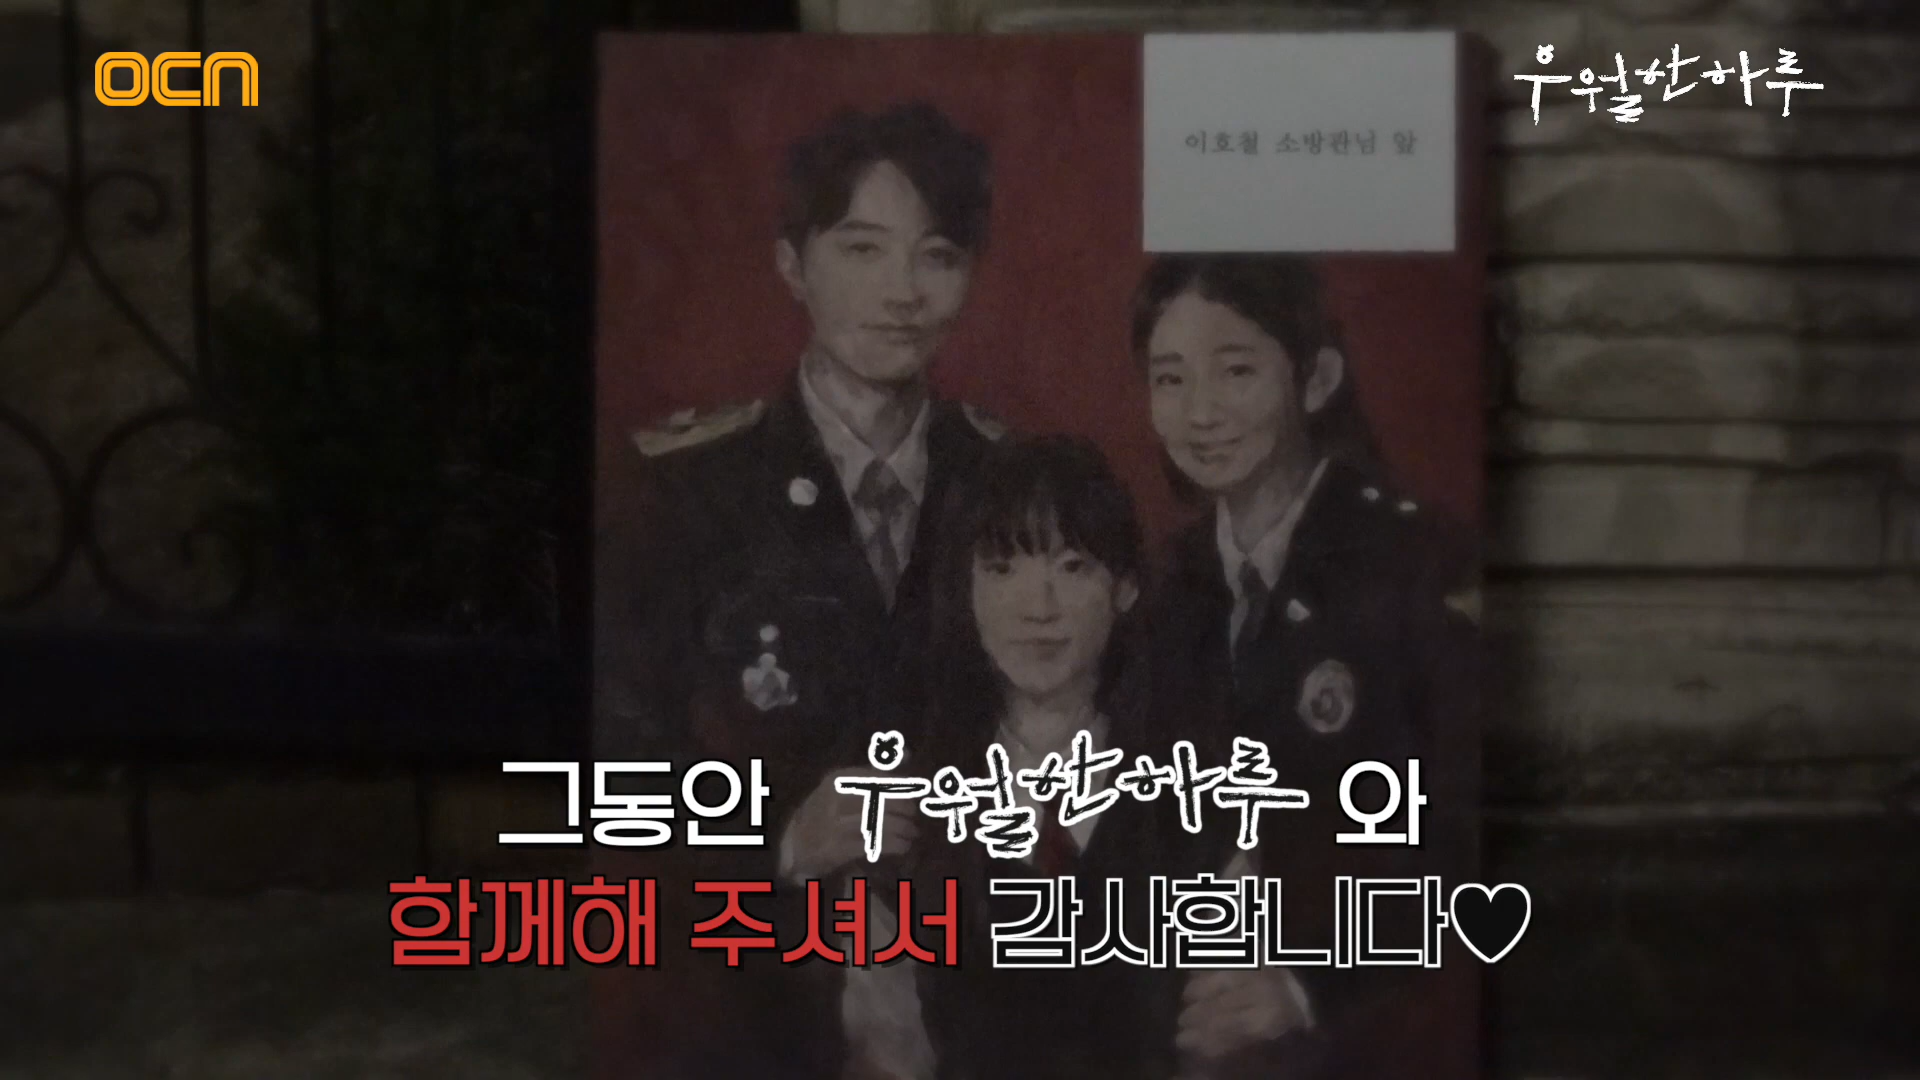 OCN
우월한 하루
이호철 소방관님 앞
그동안 우월한 하루 와
함께해 주셔서 감사합니다♥